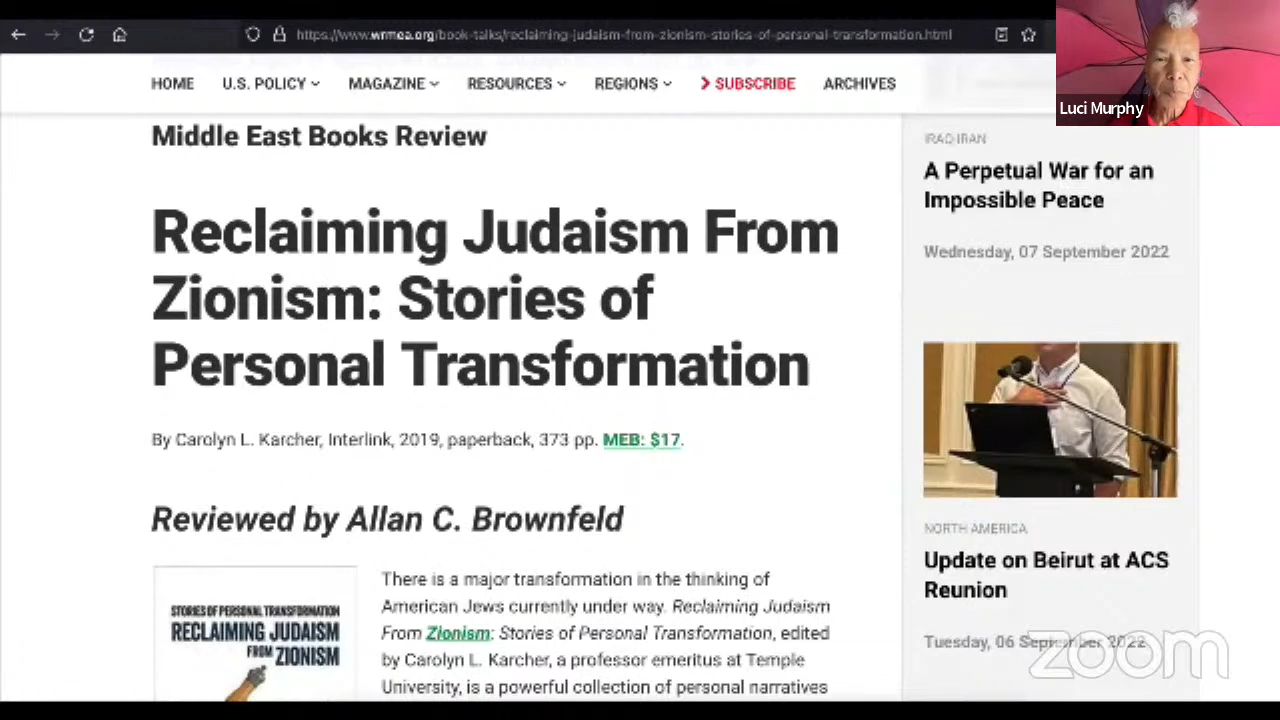 https://www.wrmea.org/book-talks/reclaiming-judaism-from-zionism-stories-of-personal-transformation.html
Luci Murphy
HOME U.S. POLICY MAGAZINE RESOURCES REGIONS SUBSCRIBE ARCHIVES
Middle East Books Review
Reclaiming Judaism From
Zionism: Stories of
Personal Transformation
By Carolyn L. Karcher, Interlink, 2019, paperback, 373 pp. MEB: $17.
Reviewed by Allan C. Brownfeld
STORIES OF PERSONAL TRANSFORMATION
RECLAIMING JUDAISM
FROM ZIONISM
There is a major transformation in the thinking of
American Jews currently under way. Reclaiming Judaism
From Zionism: Stories of Personal Transformation, edited
by Carolyn L. Karcher, a professor emeritus at Temple
University, is a powerful collection of personal narratives
IRAQ-IRAN
A Perpetual War for an
Impossible Peace
Wednesday, 07 September 2022
NORTH AMERICA
Update on Beirut at ACS
Reunion
Tuesday, 06 September 2022
zoom